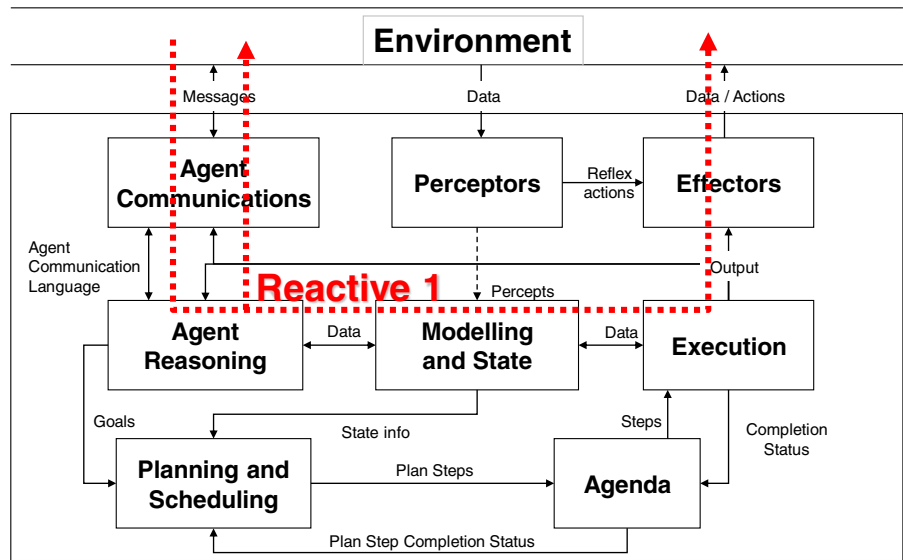 Environment
Messages
Data
Data / Actions
Agent
Communications
Perceptors
Reflex
actions
Effectors
Agent
Communication
Language
Output
Reactive 1
Percepts
Agent
Reasoning
Data
Modelling
and State
Data
Execution
Goals
State info
Steps
Completion
Status
Planning and
Scheduling
Plan Steps
Agenda
Plan Step Completion Status